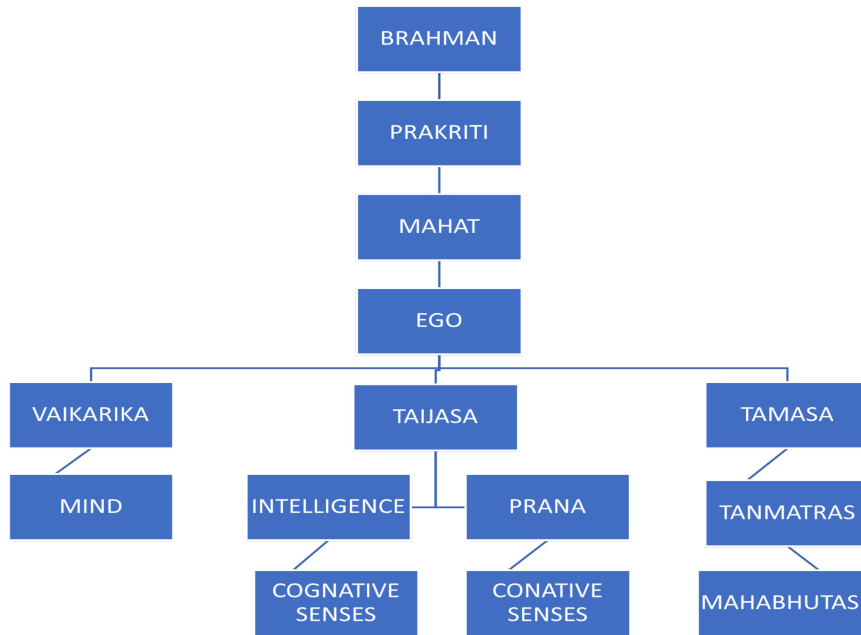 BRAHMAN
PRAKRITI
MAHAT
EGO
VAIKARIKA
TAIJASA
TAMASA
MIND
INTELLIGENCE
PRANA
TANMATRAS
COGNATIVE
SENSES
CONATIVE
SENSES
MAHABHUTAS